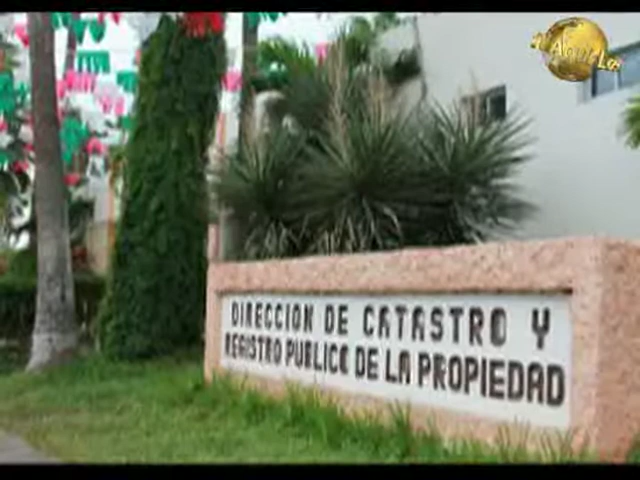 DIRECCION DE CATASTRO Y
REGISTRO PUBLICO DE LA PROPIEDAD